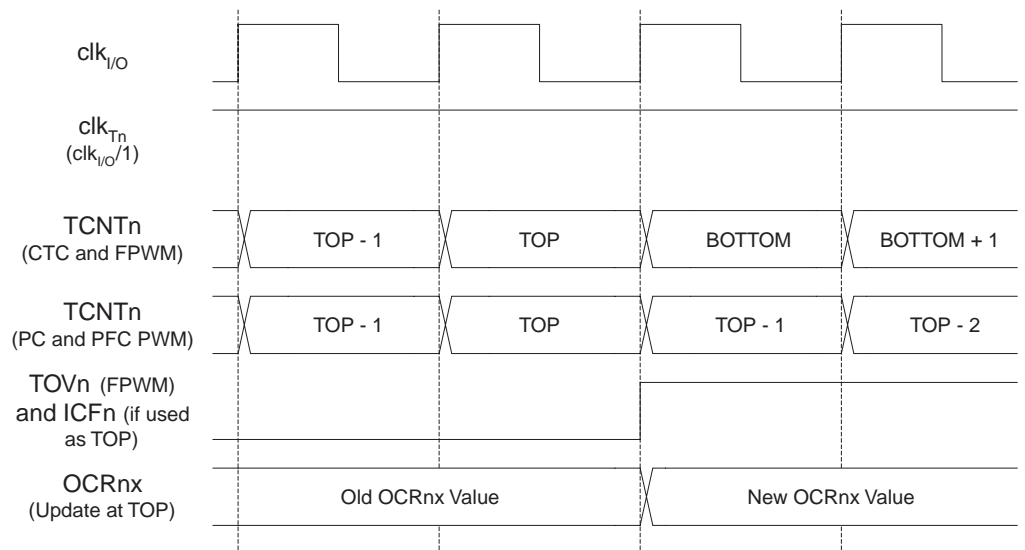 clkI/O
clkTn
(clkI/O/1)
TCNTn
(CTC and FPWM)
TOP - 1
TOP
BOTTOM
BOTTOM + 1
TCNTn
(PC and PFC PWM)
TOP - 1
TOP
TOP - 1
TOP - 2
TOVn (FPWM)
and ICFn (if used
as TOP)
OCRnx
(Update at TOP)
Old OCRnx Value
New OCRnx Value